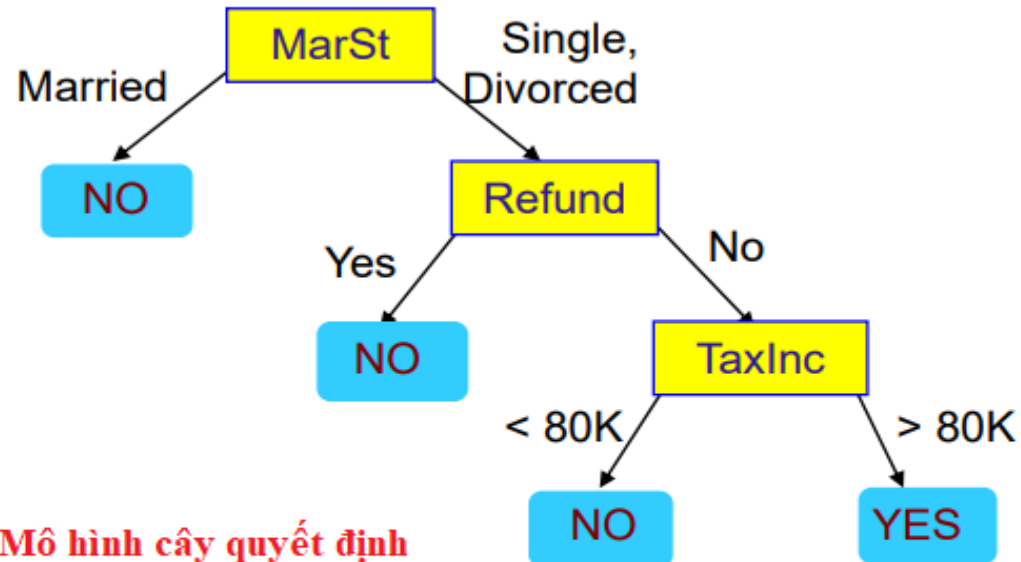 MarSt
Single,
Married
Divorced
NO
Refund
Yes
No
NO
TaxInc
< 80K
> 80K
NO
YES
Mô hình cây quyết định